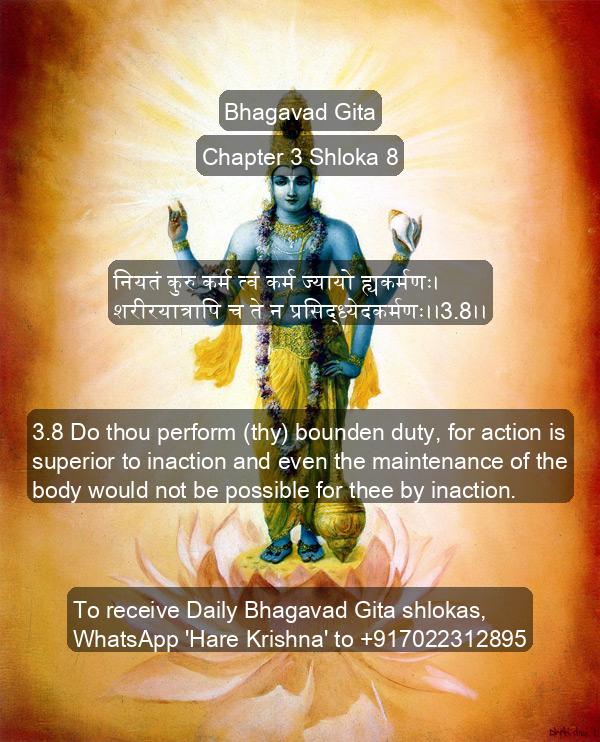 Bhagavad Gita
Chapter 3 Shloka 8
नियतं कुरु कर्म त्वं कर्म ज्यायो ह्यकर्मणः।
शरीरयात्रापि च ते न प्रसिद्ध्येदकर्मणः।।3.8।।
3.8 Do thou perform (thy) bounden duty, for action is
superior to inaction and even the maintenance of the
body would not be possible for thee by inaction.
To receive Daily Bhagavad Gita shlokas,
WhatsApp 'Hare Krishna' to +917022312895